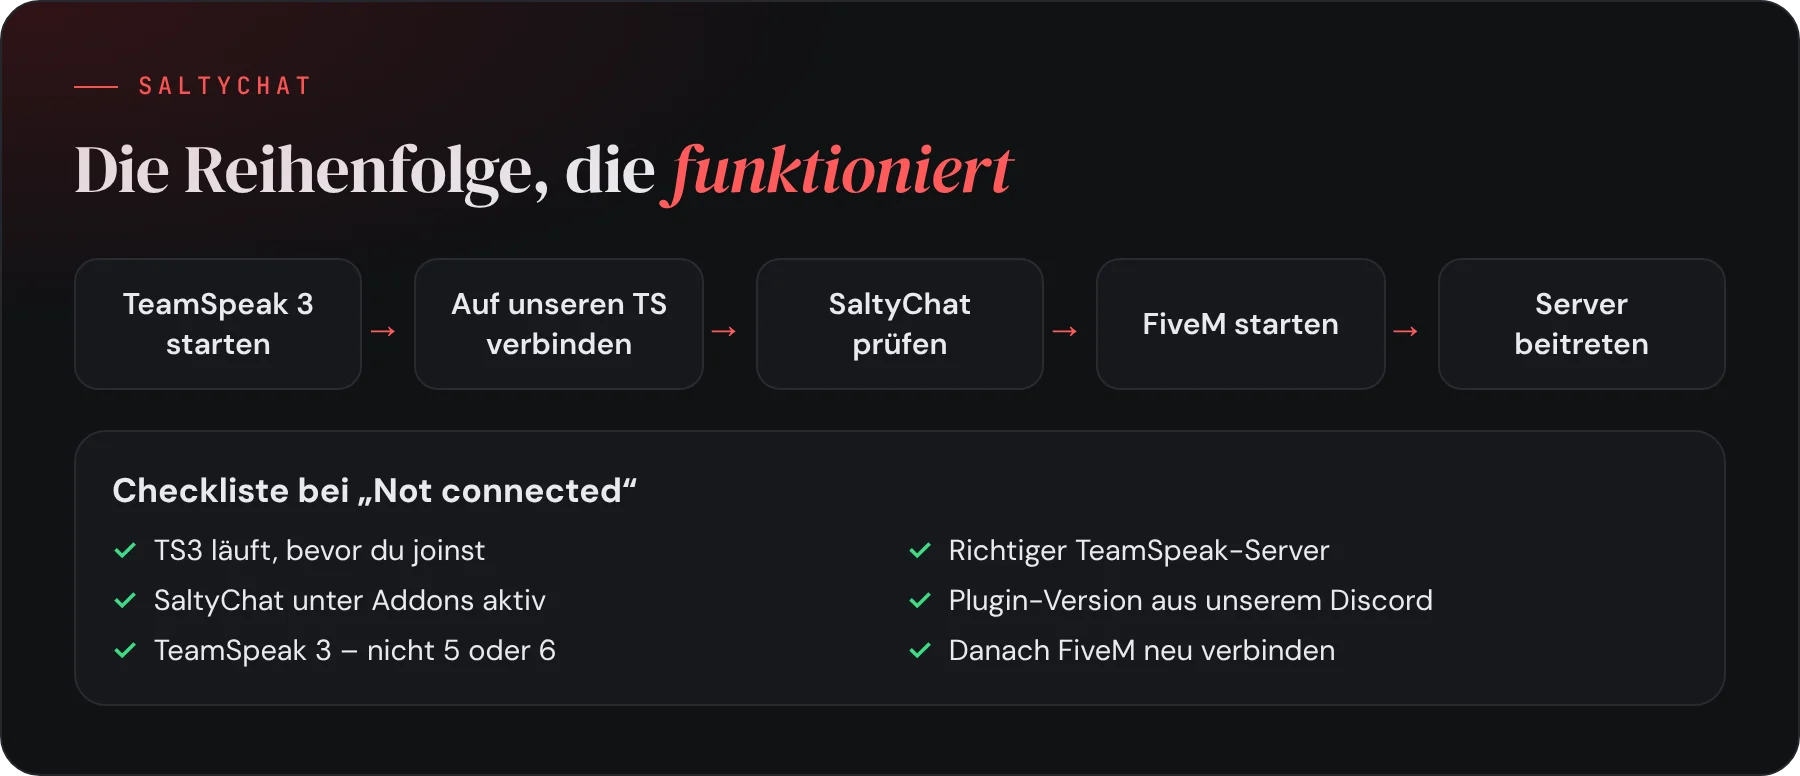 SALTYCHAT
Die Reihenfolge, die funktioniert
TeamSpeak 3
starten
→
Auf unseren TS
verbinden
→
SaltyChat
prüfen
→
FiveM starten
→
Server
beitreten
Checkliste bei „Not connected“
✓ TS3 läuft, bevor du joinst
✓ Richtiger TeamSpeak-Server
✓ SaltyChat unter Addons aktiv
✓ Plugin-Version aus unserem Discord
✓ TeamSpeak 3 – nicht 5 oder 6
✓ Danach FiveM neu verbinden